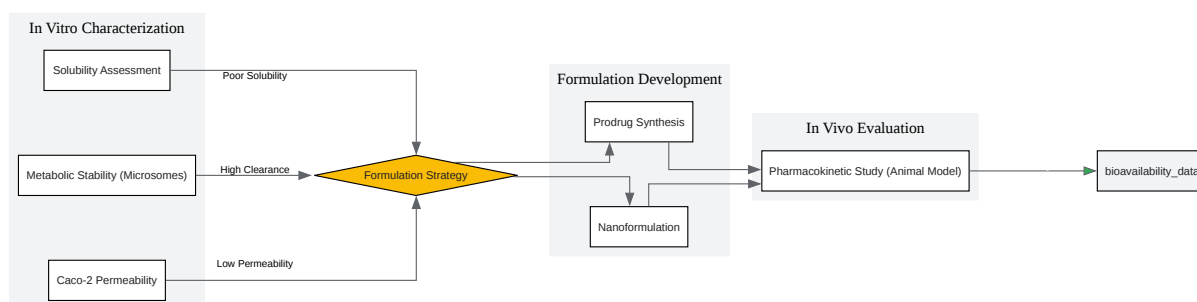 In Vitro Characterization
Solubility Assessment
Poor Solubility
Metabolic Stability (Microsomes)
High Clearance
Caco-2 Permeability
Low Permeability
Formulation Strategy
Formulation Development
Prodrug Synthesis
Nanoformulation
In Vivo Evaluation
Pharmacokinetic Study (Animal Model)
bioavailability_data